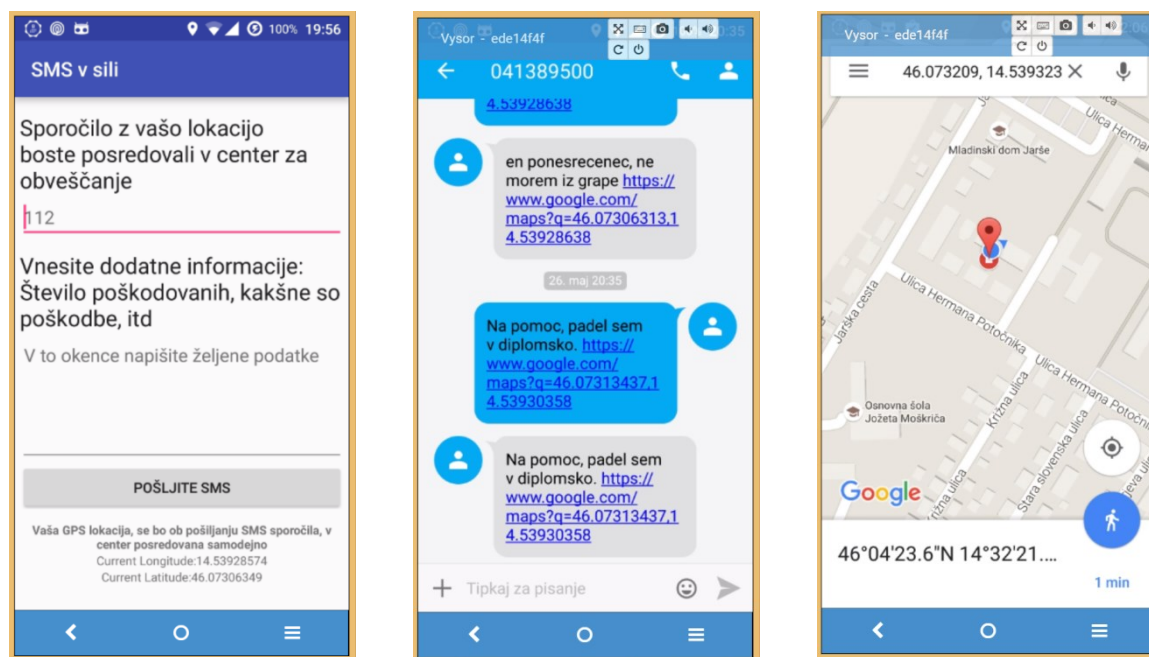 100% 19:56
SMS v sili
Sporočilo z vašo lokacijo
boste posredovali v center za
obveščanje
112
Vnesite dodatne informacije:
Število poškodovanih, kakšne so
poškodbe, itd
V to okence napišite željene podatke
POŠLJITE SMS
Vaša GPS lokacija, se bo ob pošiljanju SMS sporočila, v
center posredovana samodejno
Current Longitude:14.53928574
Current Latitude:46.07306349
Vysor - ede14f4f
:35
041389500
4.53928638
en ponesrecenec, ne
morem iz grape https://
www.google.com/
maps?q=46.07306313,1
4.53928638
26. maj 20:35
Na pomoc, padel sem
v diplomsko. https://
www.google.com/
maps?q=46.07313437,1
4.53930358
Na pomoc, padel sem
v diplomsko. https://
www.google.com/
maps?q=46.07313437,1
4.53930358
Tipkaj za pisanje
Vysor - ede14f4f
46.073209, 14.539323
Ulica Herma
Mladinski dom Jarše
Jarška cesta
Ulica Hermana Potočnika
Ulica Hermana Potočni
Križna ulica
Osnovna šola
Jožeta Moškriča
Stara slovenska ulica
Google
46°04'23.6"N 14°32'21....
1 min